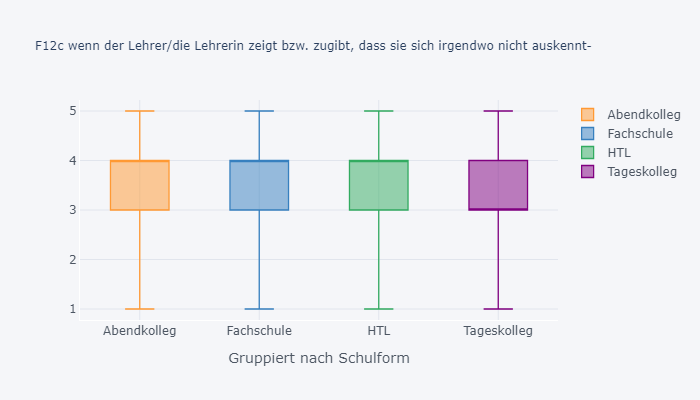 F12c wenn der Lehrer/die Lehrerin zeigt bzw. zugibt, dass sie sich irgendwo nicht auskennt-
5
4
3
2
1
Abendkolleg
Fachschule
HTL
Tageskolleg
Gruppiert nach Schulform
Abendkolleg
Fachschule
HTL
Tageskolleg